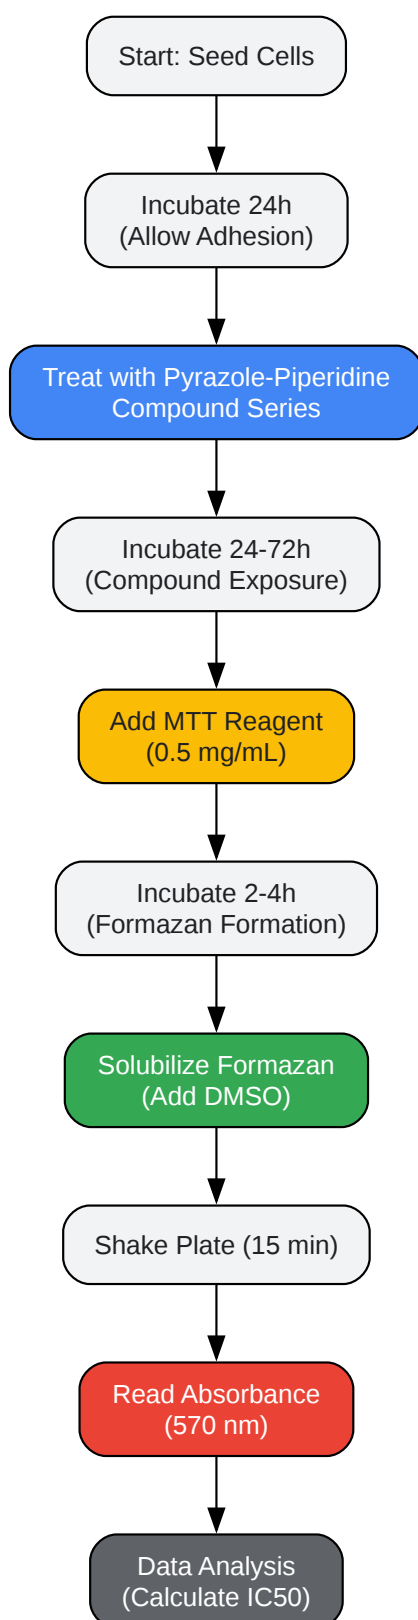 Start: Seed Cells
Incubate 24h
(Allow Adhesion)
Treat with Pyrazole-Piperidine
Compound Series
Incubate 24-72h
(Compound Exposure)
Add MTT Reagent
(0.5 mg/mL)
Incubate 2-4h
(Formazan Formation)
Solubilize Formazan
(Add DMSO)
Shake Plate (15 min)
Read Absorbance
(570 nm)
Data Analysis
(Calculate IC50)